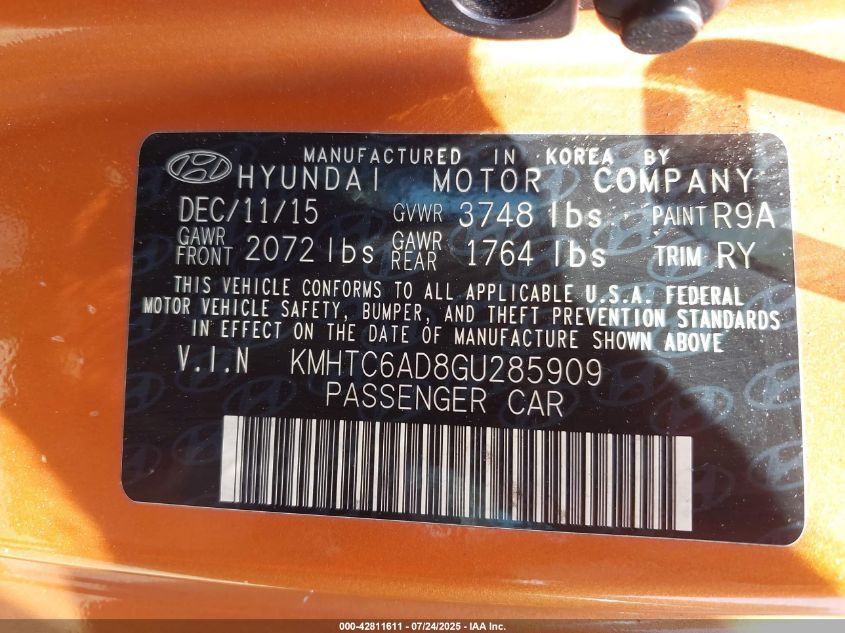 MANUFACTURED IN KOREA BY
HYUNDAI MOTOR COMPANY
DEC/11/15 GVWR 3748 lbs PAINT R9A
GAWR FRONT 2072 lbs GAWR REAR 1764 lbs TRIM RY
THIS VEHICLE CONFORMS TO ALL APPLICABLE U.S.A. FEDERAL
MOTOR VEHICLE SAFETY, BUMPER, AND THEFT PREVENTION STANDARDS
IN EFFECT ON THE DATE OF MANUFACTURE SHOWN ABOVE
V.I.N KMHTC6AD8GU285909
PASSENGER CAR
000-42811611 - 07/24/2025 - IAA Inc.